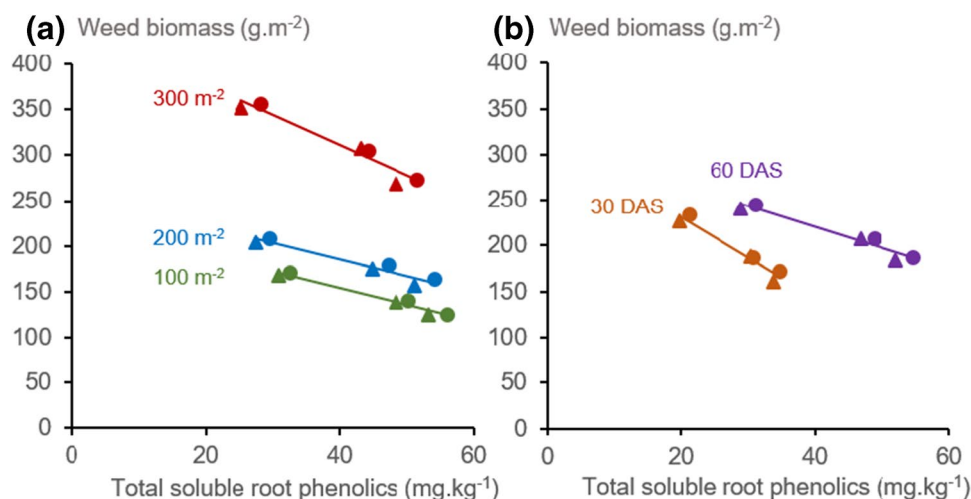 (a) Weed biomass (g.m-2)
400
350
300
250
200
150
100
50
0
0 20 40 60
300 m-2
200 m-2
100 m-2
Total soluble root phenolics (mg.kg-1)
(b) Weed biomass (g.m-2)
400
350
300
250
200
150
100
50
0
0 20 40 60
60 DAS
30 DAS
Total soluble root phenolics (mg.kg-1)